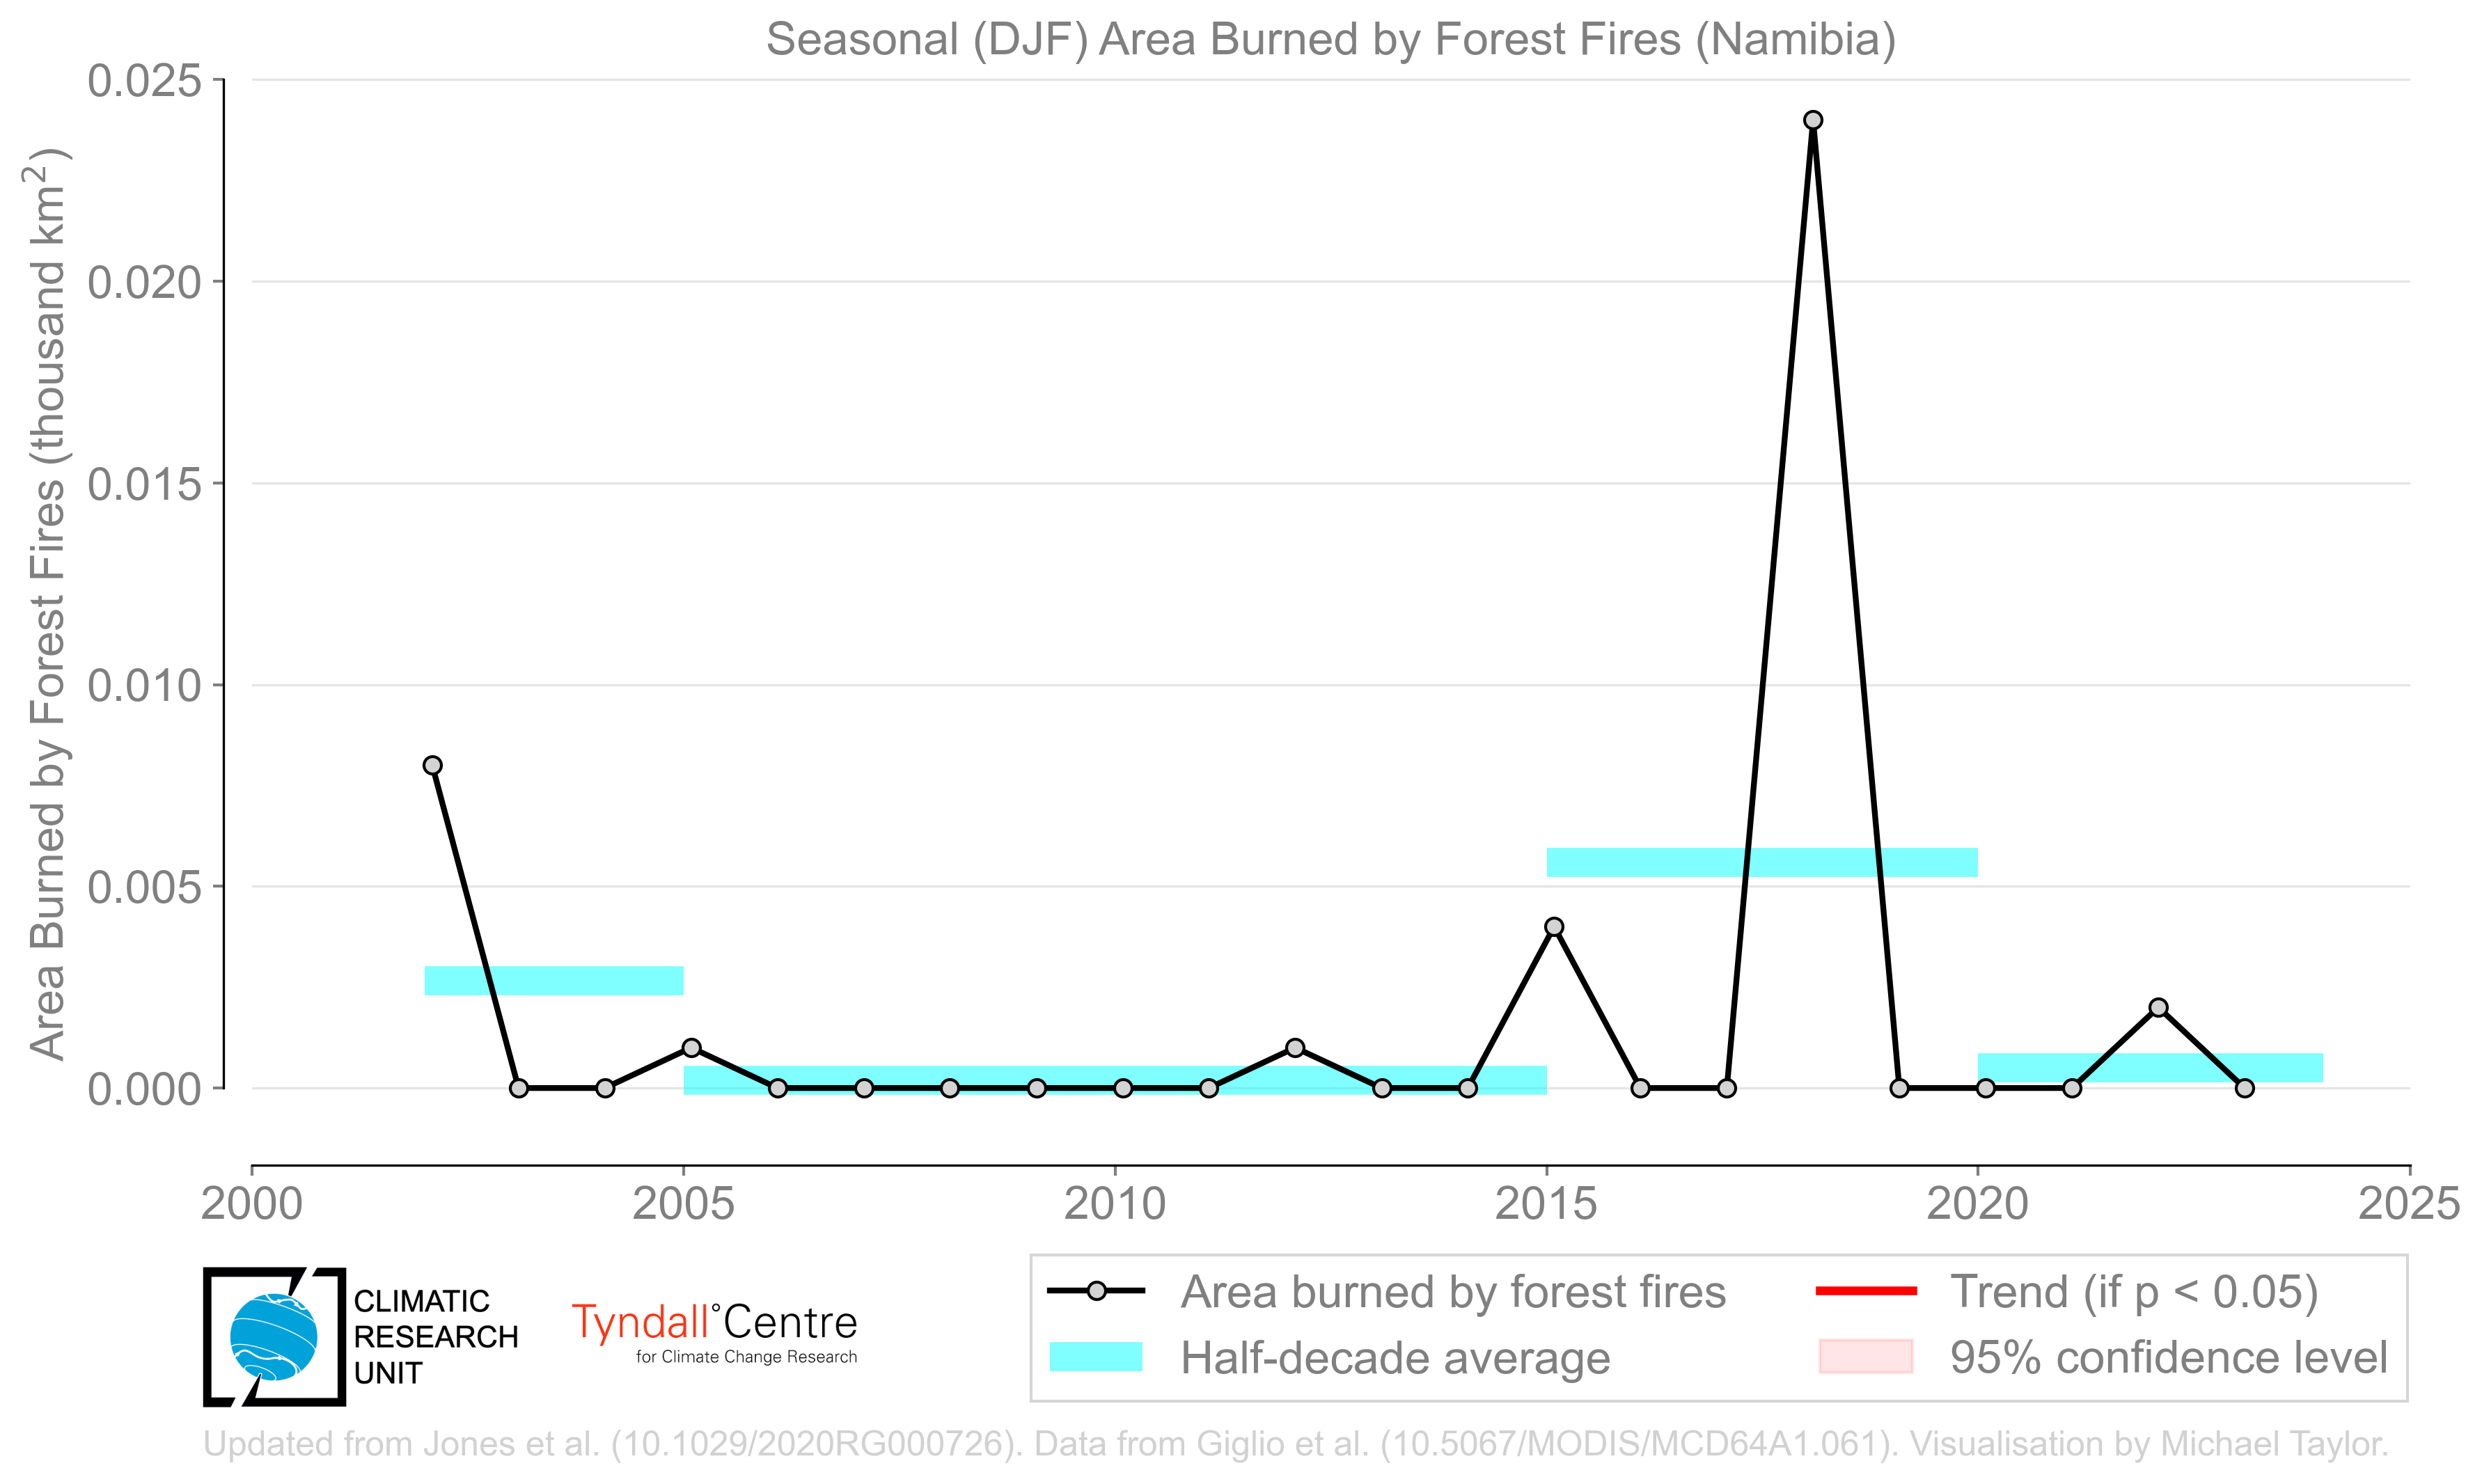 Seasonal (DJF) Area Burned by Forest Fires (Namibia)
Area Burned by Forest Fires (thousand km²)
0.025
0.020
0.015
0.010
0.005
0.000
2000 2005 2010 2015 2020 2025
CLIMATIC
RESEARCH
UNIT
Tyndall°Centre
for Climate Change Research
Area burned by forest fires
Half-decade average
Trend (if p < 0.05)
95% confidence level
Updated from Jones et al. (10.1029/2020RG000726). Data from Giglio et al. (10.5067/MODIS/MCD64A1.061). Visualisation by Michael Taylor.